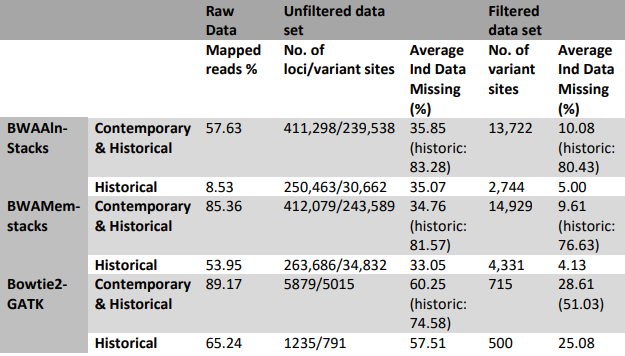 Raw Data Unfiltered data set Filtered data set
Mapped reads % No. of loci/variant sites Average Ind Data Missing (%) No. of variant sites Average Ind Data Missing (%)
BWAAln-Stacks Contemporary & Historical 57.63 411,298/239,538 35.85 (historic: 83.28) 13,722 10.08 (historic: 80.43)
Historical 8.53 250,463/30,662 35.07 2,744 5.00
BWAMem-stacks Contemporary & Historical 85.36 412,079/243,589 34.76 (historic: 81.57) 14,929 9.61 (historic: 76.63)
Historical 53.95 263,686/34,832 33.05 4,331 4.13
Bowtie2-GATK Contemporary & Historical 89.17 5879/5015 60.25 (historic: 74.58) 715 28.61 (51.03)
Historical 65.24 1235/791 57.51 500 25.08